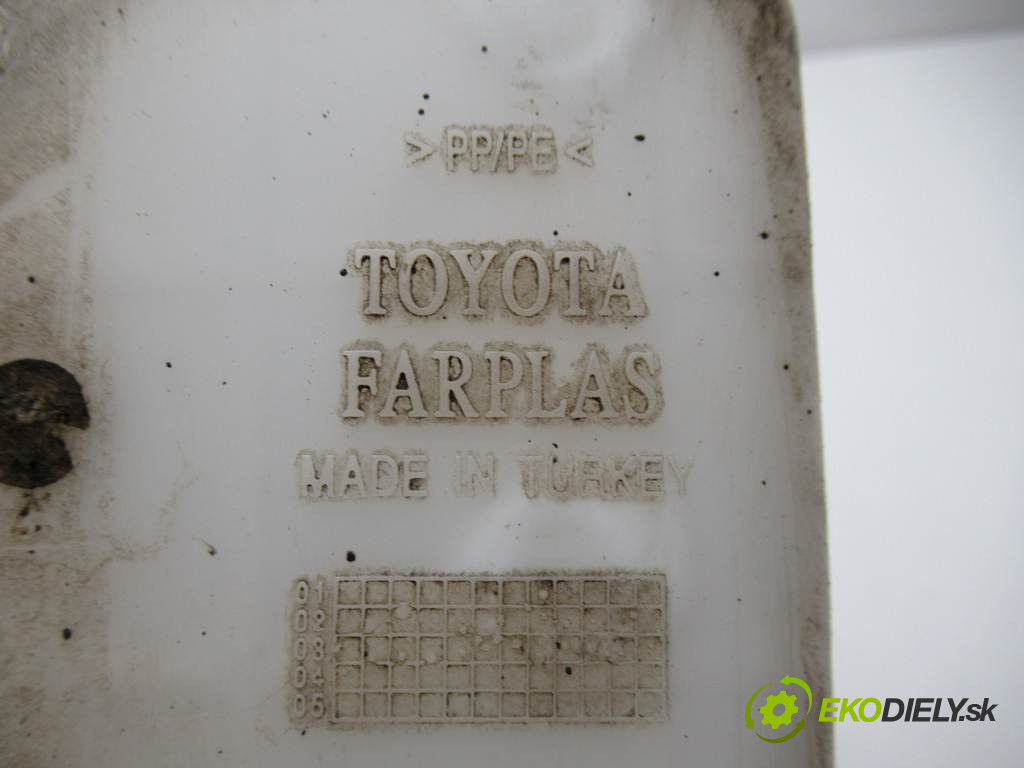 > PP/PE <
TOYOTA
FARPLAS
MADE IN TURKEY
01
02
03
04
05
EKODIELY.sk